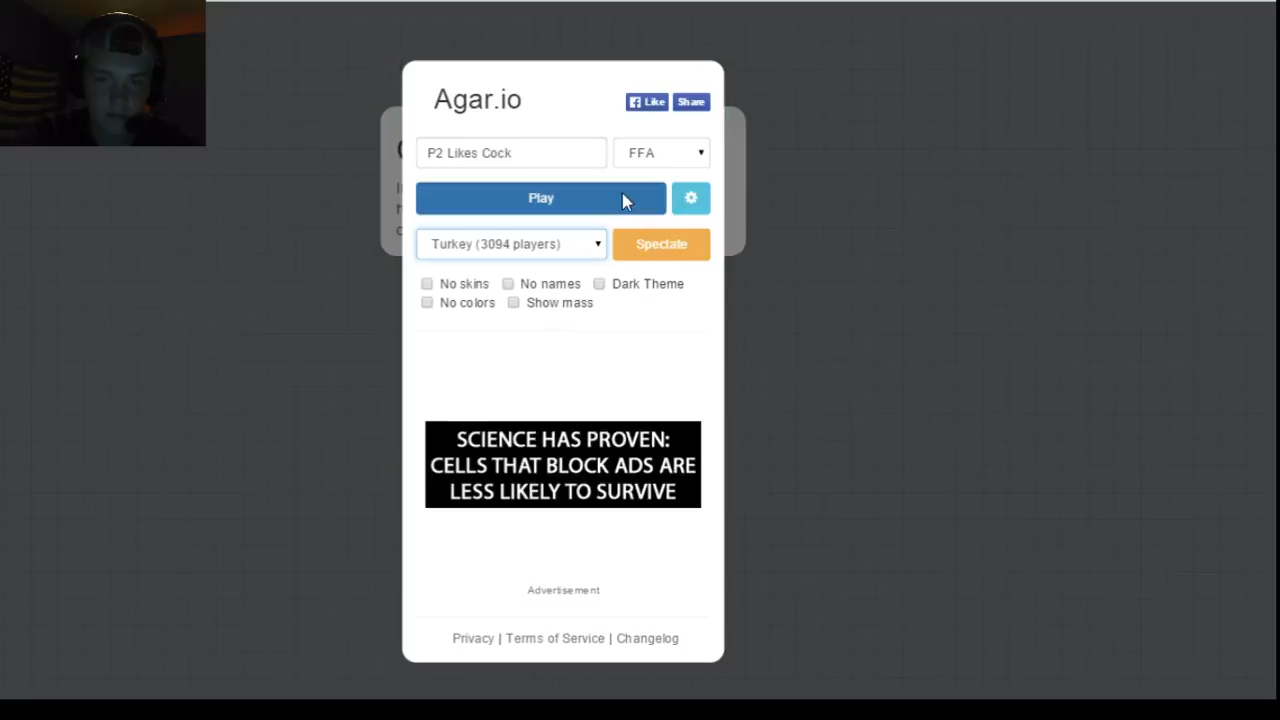 Agar.io
Like
Share
P2 Likes Cock
FFA
Play
Turkey (3094 players)
Spectate
No skins
No names
Dark Theme
No colors
Show mass
SCIENCE HAS PROVEN:
CELLS THAT BLOCK ADS ARE
LESS LIKELY TO SURVIVE
Advertisement
Privacy | Terms of Service | Changelog